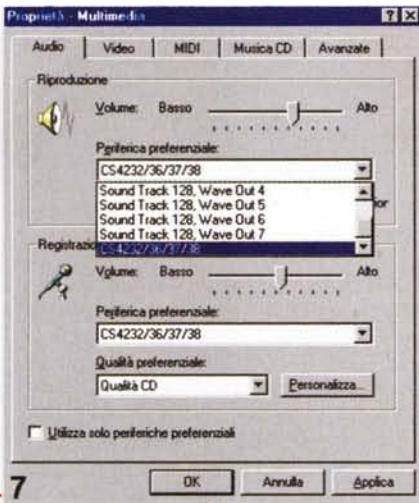 Proprietà - Multimedia
Audio Video MIDI Musica CD Avanzate
Riproduzione
Volume: Basso Alto
Periferica preferenziale:
CS4232/36/37/38
Sound Track 128, Wave Out 4
Sound Track 128, Wave Out 5
Sound Track 128, Wave Out 6
Sound Track 128, Wave Out 7
CS4232/36/37/38
Volume: Basso Alto
Periferica preferenziale:
CS4232/36/37/38
Qualità preferenziale:
Qualità CD Personalizza...
Utilizza solo periferiche preferenziali
OK Annulla Applica
7